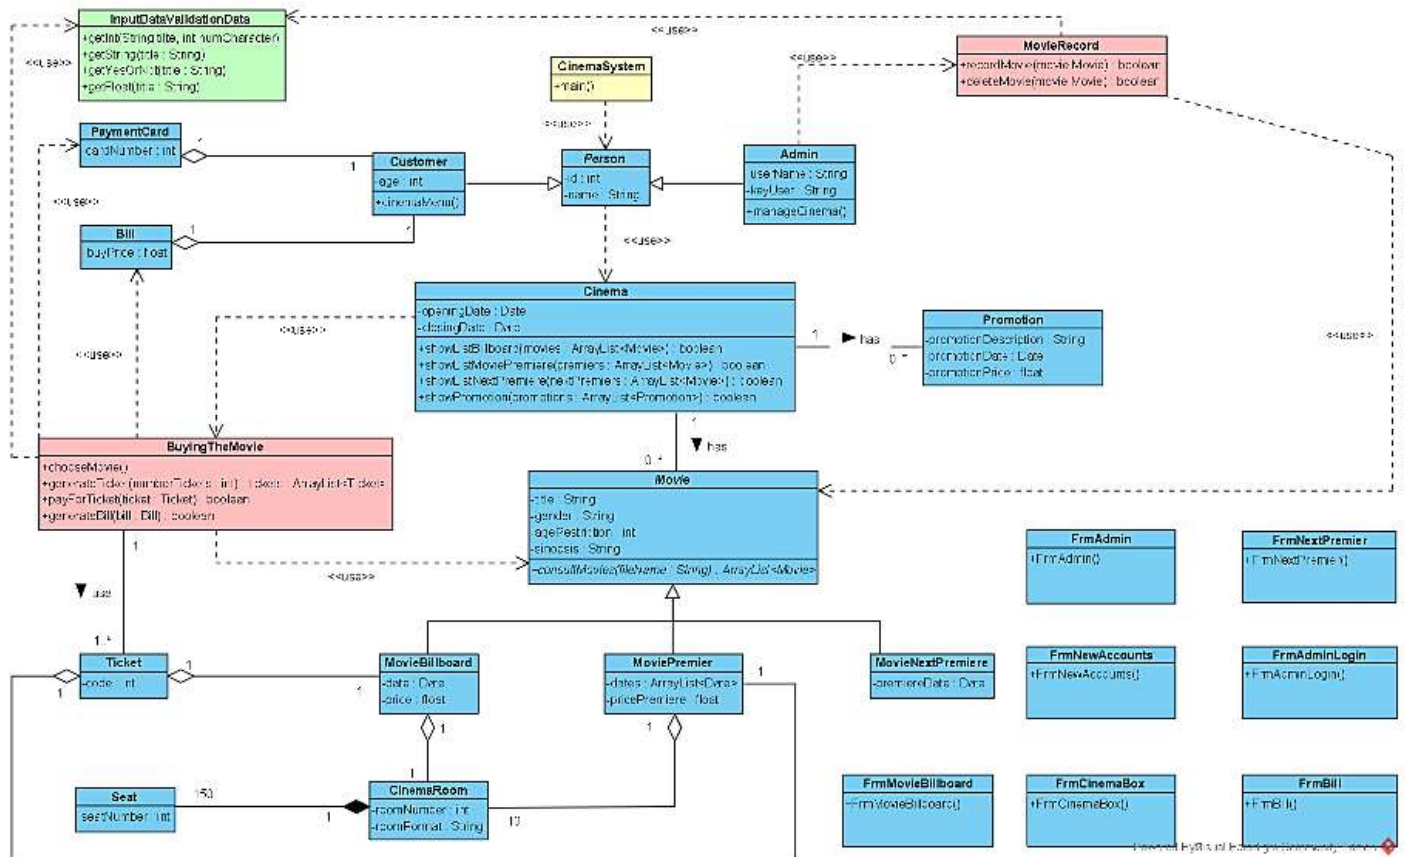 InputDataValidationData
+getInt(String title, int numCharacter)
+getString(title : String)
+getYesOrN (title : String)
+getFloat(title : String)
<<use>>
<<use>>
MovieRecord
+recordMovie(movie Movie) : boolean
+deleteMovie(movie Movie) : boolean
<<use>>
CinemaSystem
+main()
<<use>>
PaymentCard
cardNumber : int
1
Customer
-age : int
+cinemaMenu()
Person
-id : int
-name : String
Admin
userName : String
-keyUser : String
+manageCinema()
<<use>>
Bill
buyPrice : float
1
<<use>>
Cinema
-openingDate : Date
-closingDate : Date
+showListBillboard(movies : ArrayList<Movie>) : boolean
+showListMoviePremiere(premiers : ArrayList<Movie>) : boolean
+showListNextPremiere(nextPremiers : ArrayList<Movie>) : boolean
+showPromotion(promotions : ArrayList<Promotion>) : boolean
<<use>>
<<use>>
1
has
0..*
Promotion
-promotionDescription : String
promotionDate : Date
-promotionPrice : float
<<use>>
has
0..*
BuyingTheMovie
+chooseMovie()
+generateTicket(numberTickets : int) : tickets : ArrayList<Ticket>
+payForTicket(ticket : Ticket) : boolean
+generateBill(bill : Bill) : boolean
1
Movie
-title : String
-gender : String
-ageRestriction : int
-sinopsis : String
+consultMovies(fileName : String) : ArrayList<Movie>
<<use>>
use
1..*
FrmAdmin
+FrmAdmin()
FrmNextPremier
+FrmNextPremier()
Ticket
-code : int
1
1
1
MovieBillboard
-date : Date
-price : float
1
1
MoviePremier
-dates : ArrayList<Date>
-pricePremiere : float
1
1
MovieNextPremiere
-premiereDate : Date
FrmNewAccounts
+FrmNewAccounts()
FrmAdminLogin
+FrmAdminLogin()
Seat
seatNumber : int
150
1
CinemaRoom
-roomNumber : int
-roomFormat : String
10
FrmMovieBillboard
+FrmMovieBillboard()
FrmCinemaBox
+FrmCinemaBox()
FrmBill
+FrmBill()
Powered By Visual Paradigm Community Edition